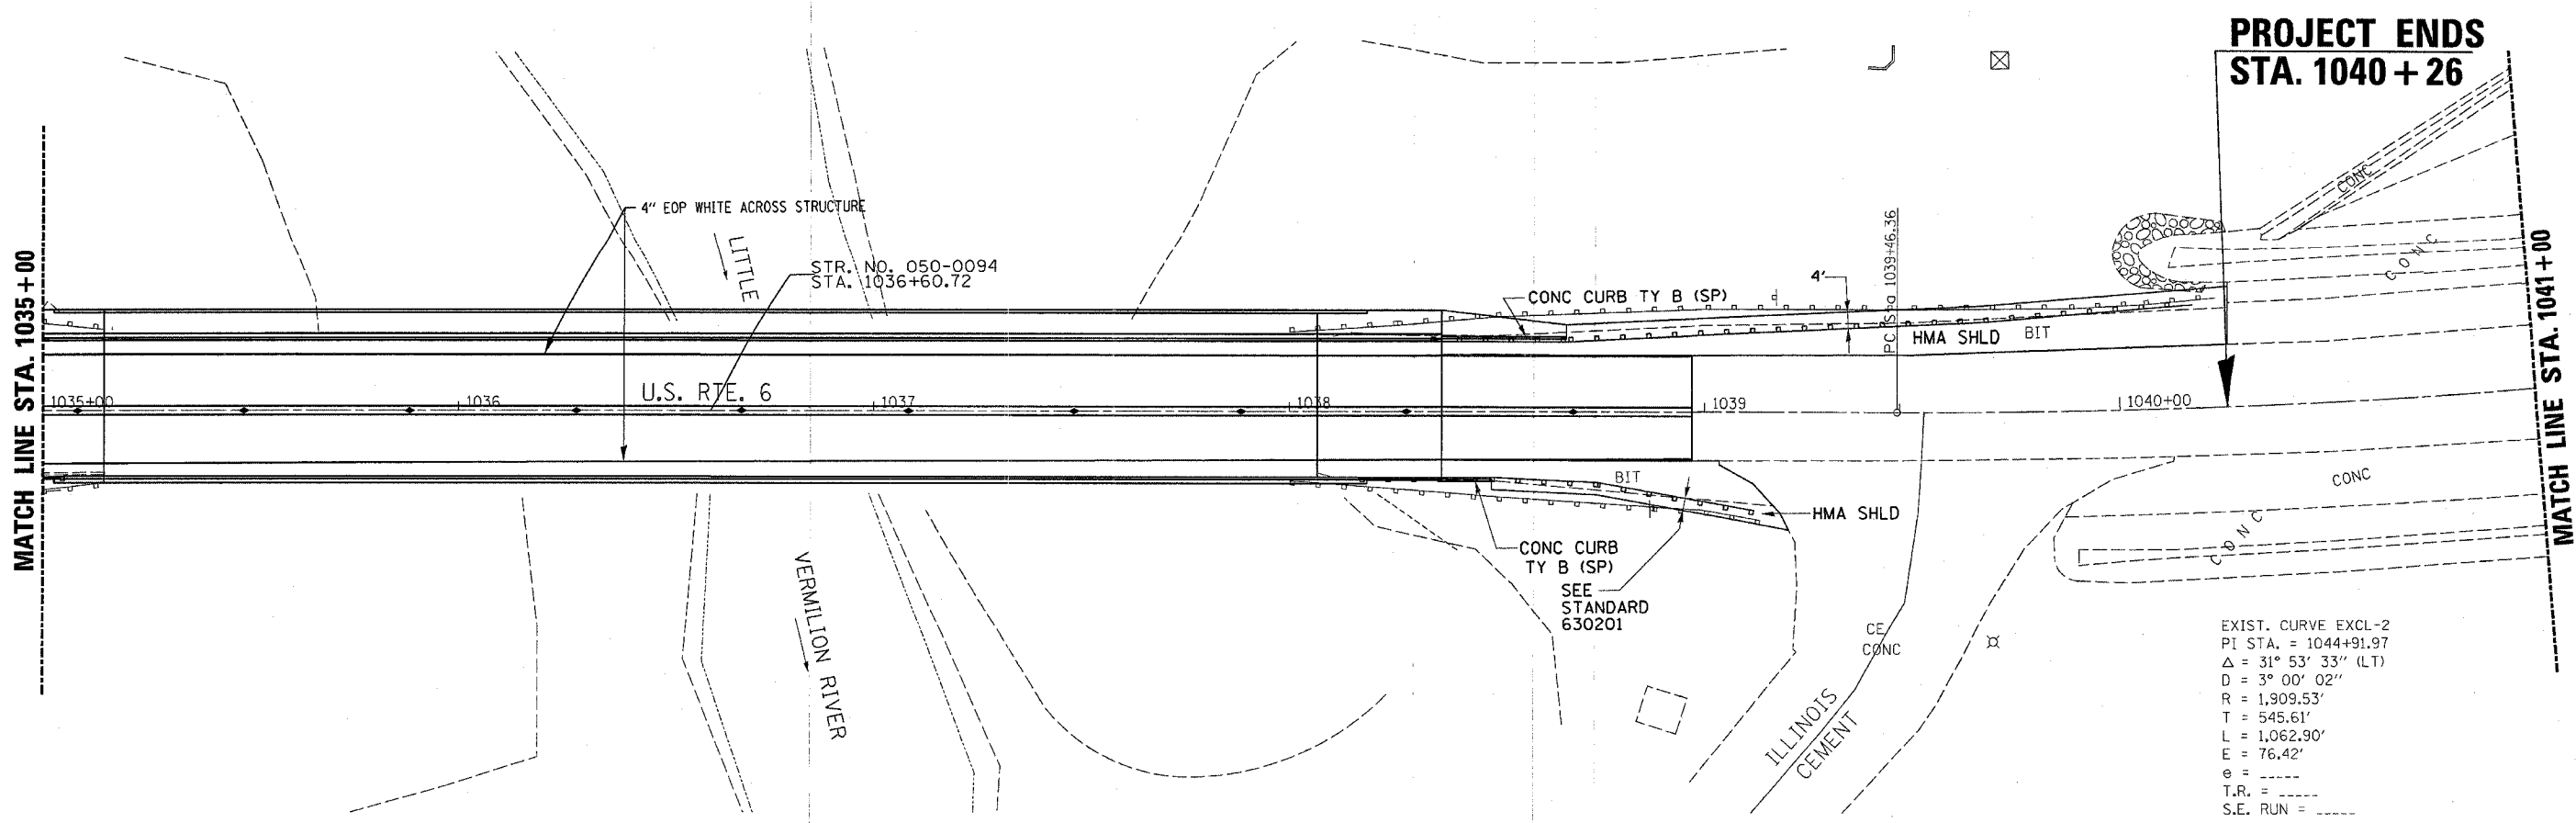 PROJECT ENDS
STA. 1040 + 26
MATCH LINE STA. 1035+00
4" EOP WHITE ACROSS STRUCTURE
LITTLE
STR. NO. 050-0094
STA. 1036+60.72
CONC CURB TY B (SP)
4'
PC Sta 1039+46.36
HMA SHLD
BIT
CONC
CONC
MATCH LINE STA. 1041+00
1035+00
1036
U.S. RTE. 6
1037
1038
1039
1040+00
BIT
HMA SHLD
CONC
CONC
CONC CURB
TY B (SP)
SEE
STANDARD
630201
VERMILION RIVER
CE
CONC
ILLINOIS
CEMENT
EXIST. CURVE EXCL-2
PI STA. = 1044+91.97
Δ = 31° 53' 33" (LT)
D = 3° 00' 02"
R = 1,909.53'
T = 545.61'
L = 1,062.90'
E = 76.42'
e = -----
T.R. = -----
S.E. RUN = -----